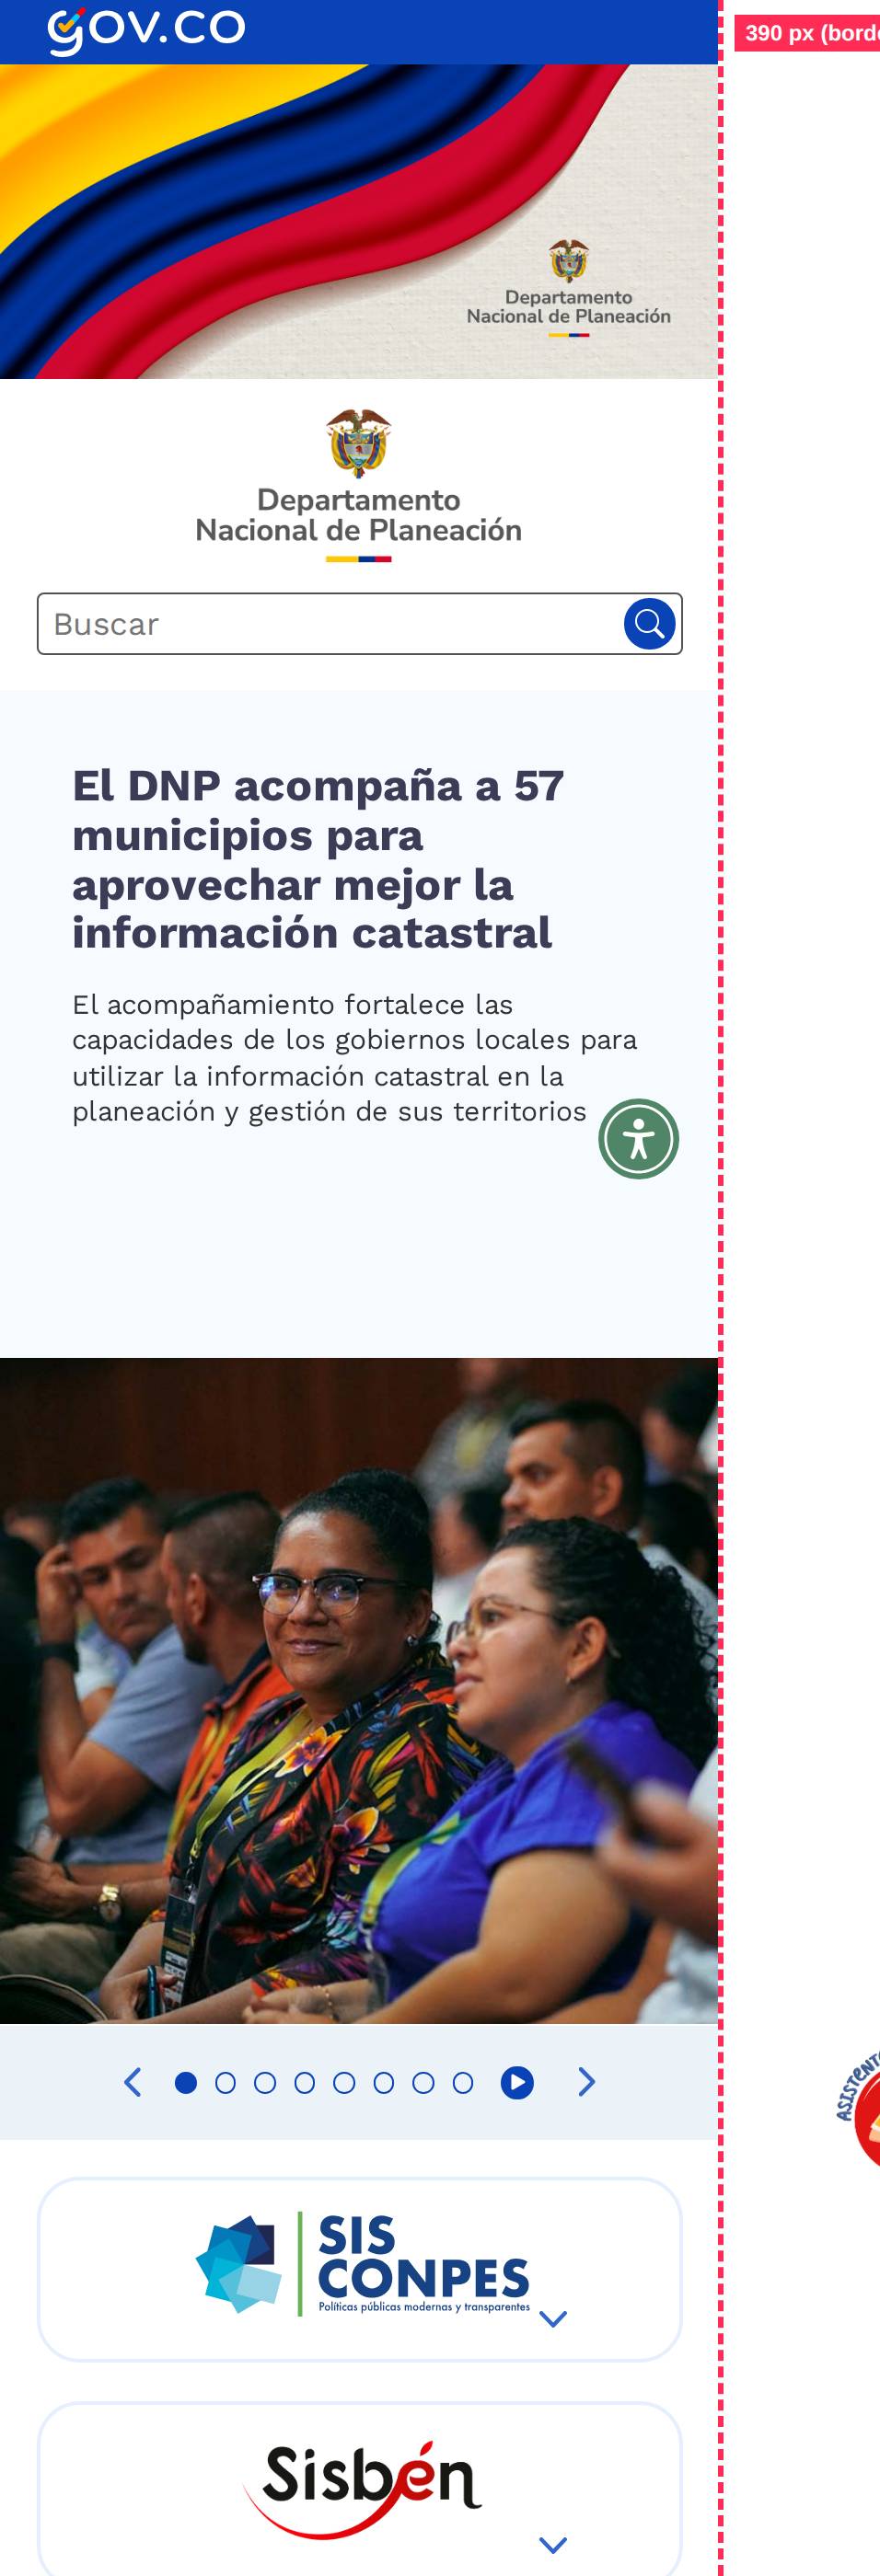 gov.co
390 px (bord
Departamento
Nacional de Planeación
Departamento
Nacional de Planeación
Buscar
El DNP acompaña a 57
municipios para
aprovechar mejor la
información catastral
El acompañamiento fortalece las
capacidades de los gobiernos locales para
utilizar la información catastral en la
planeación y gestión de sus territorios
ASISTENT
SIS
CONPES
Políticas públicas modernas y transparentes
Sisbén